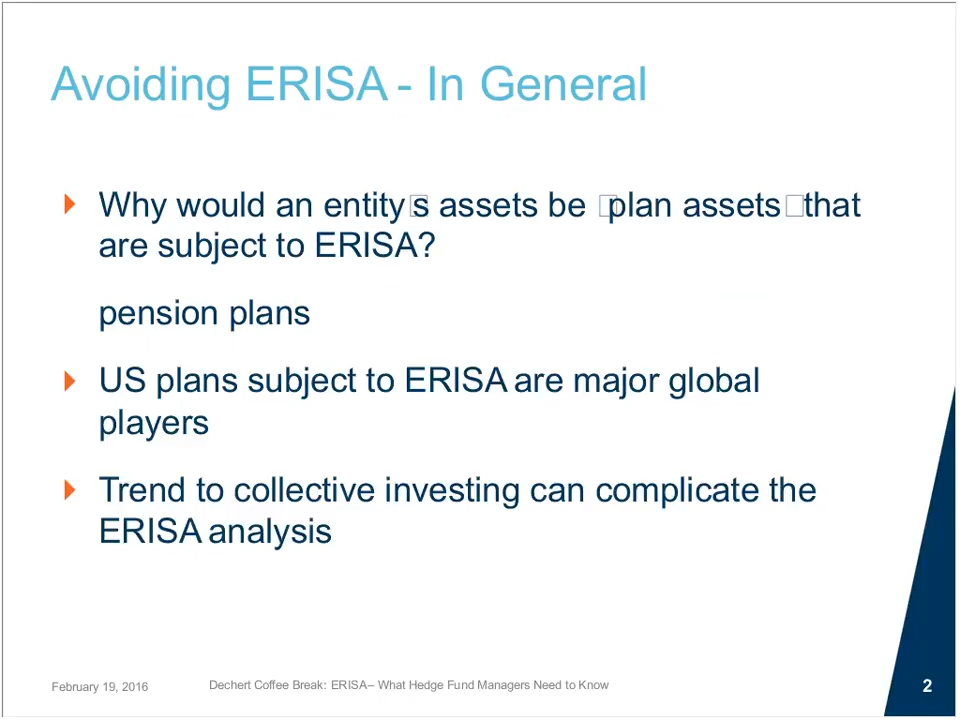 Avoiding ERISA - In General
Why would an entity□s assets be □plan assets□that
are subject to ERISA?
pension plans
US plans subject to ERISA are major global
players
Trend to collective investing can complicate the
ERISA analysis
February 19, 2016
Dechert Coffee Break: ERISA– What Hedge Fund Managers Need to Know
2